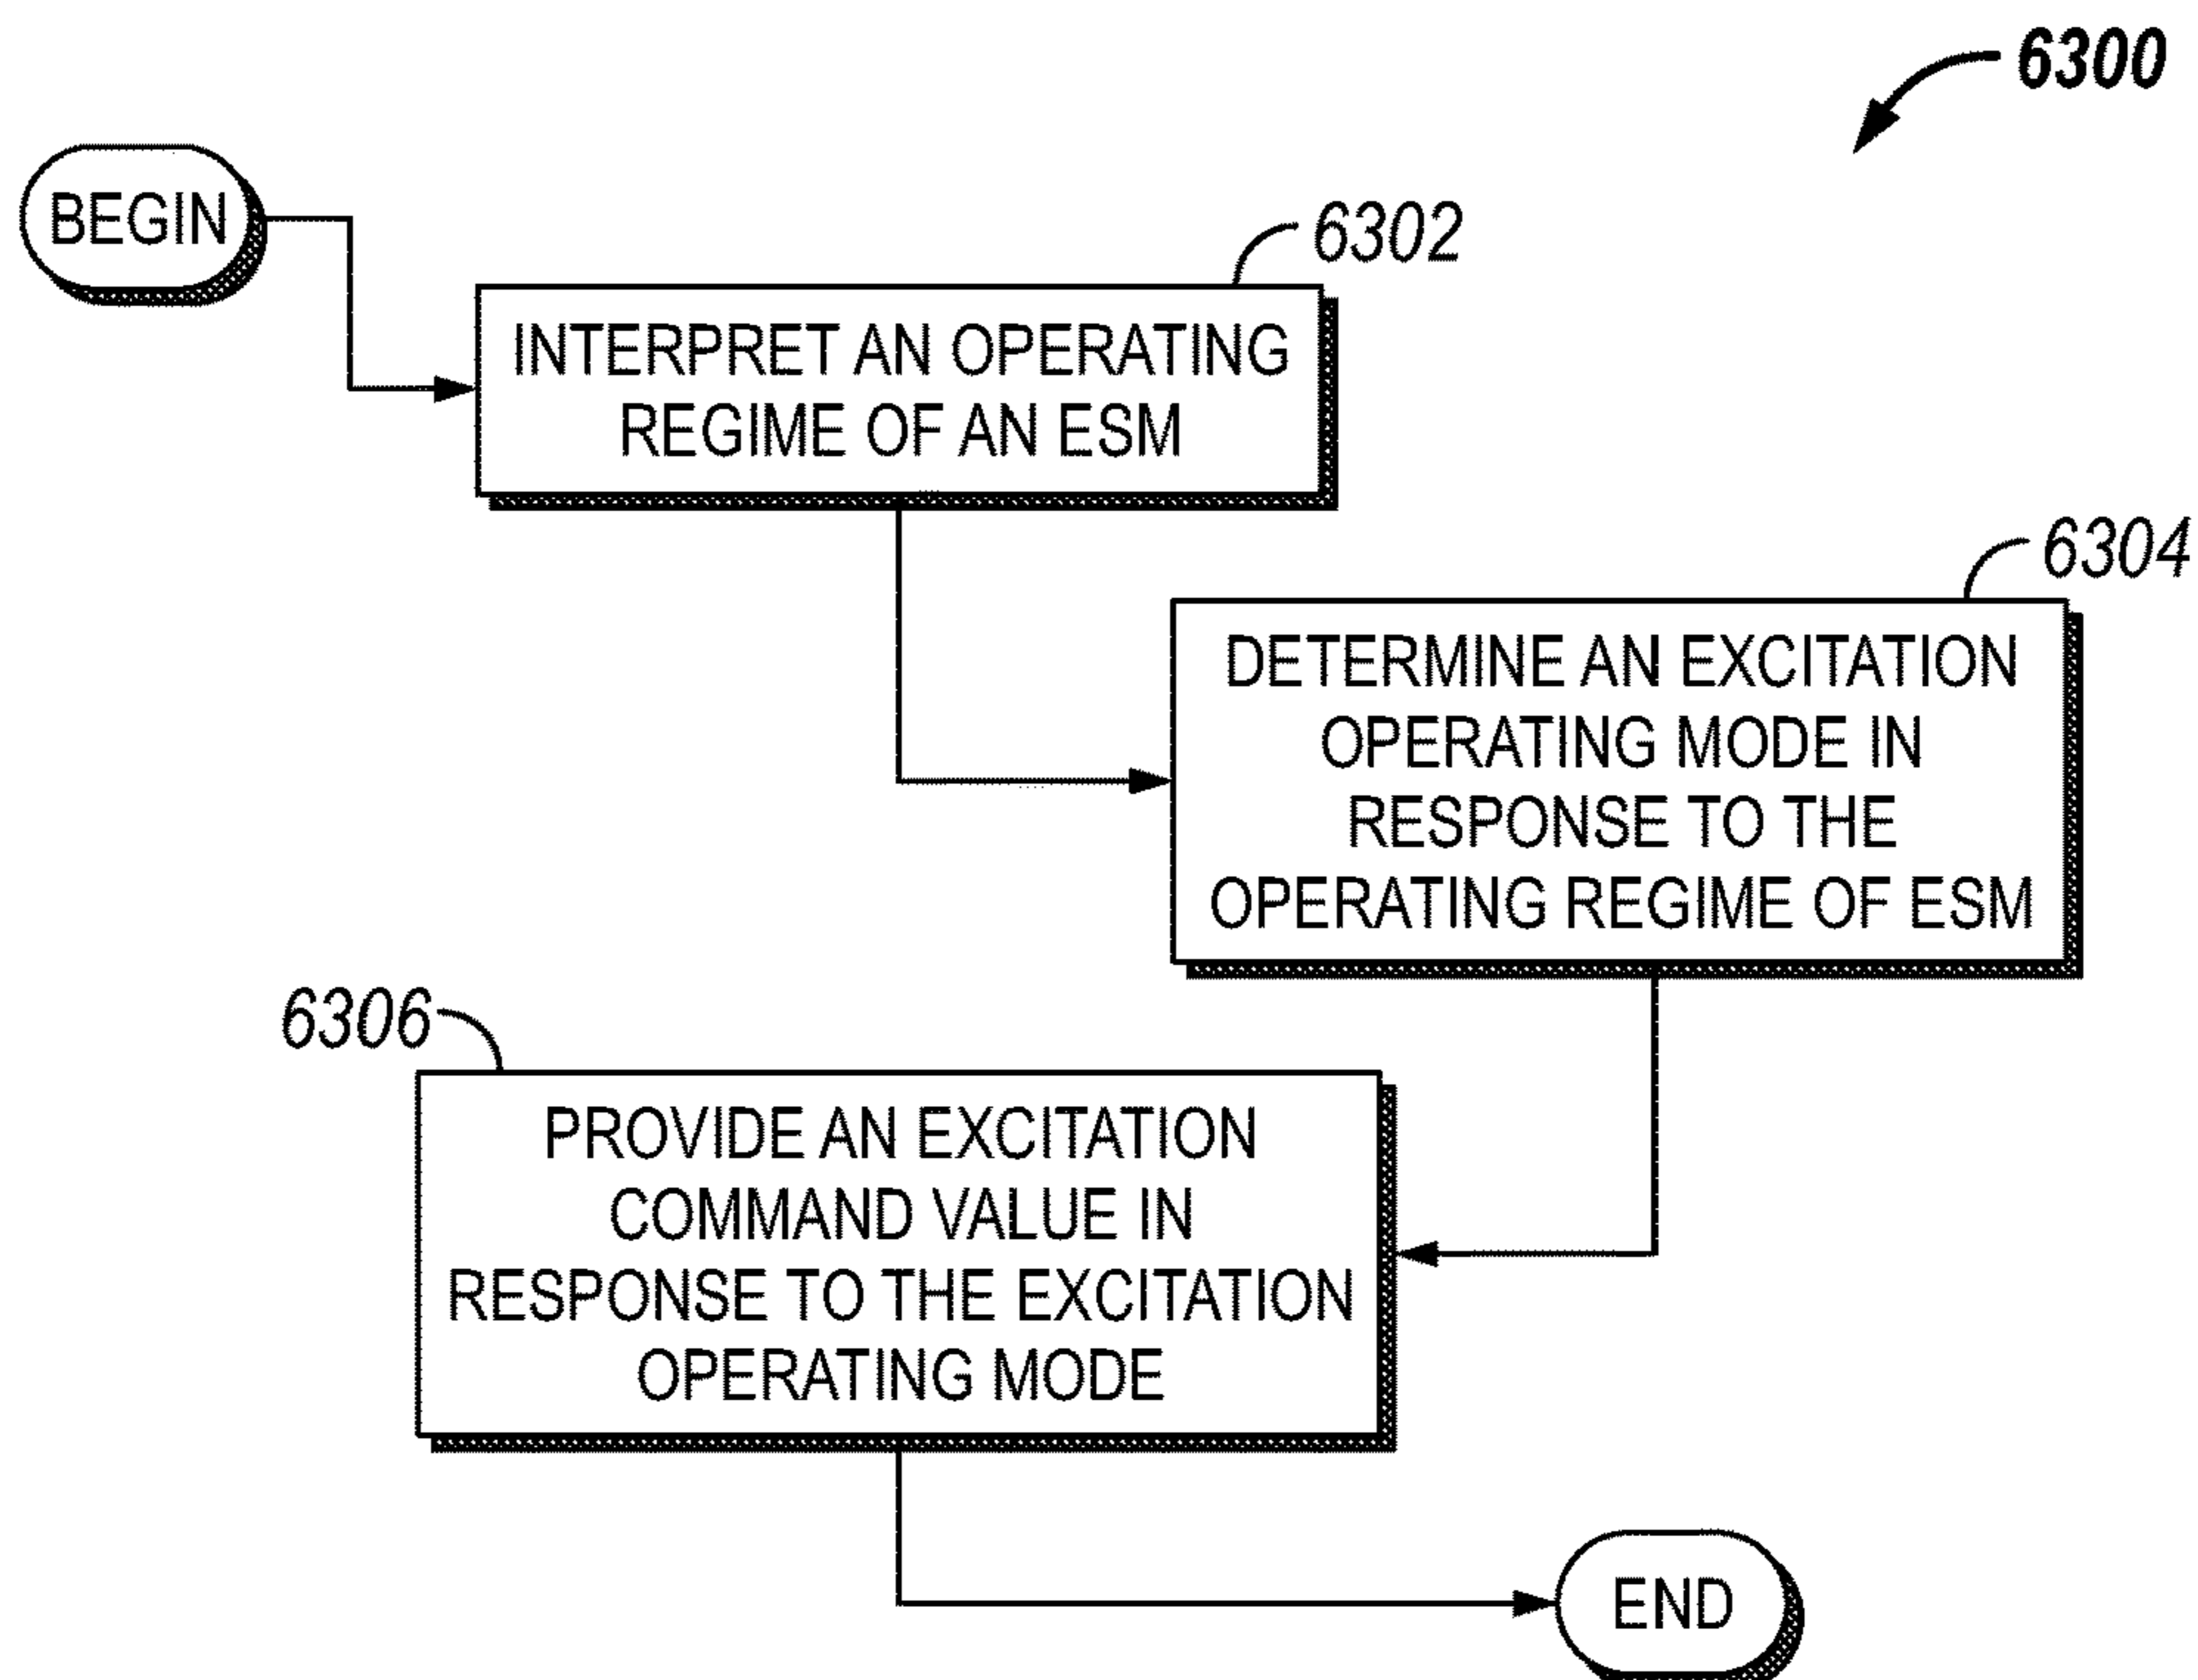 6300
BEGIN
6302
INTERPRET AN OPERATING
REGIME OF AN ESM
6304
DETERMINE AN EXCITATION
OPERATING MODE IN
RESPONSE TO THE
OPERATING REGIME OF ESM
6306
PROVIDE AN EXCITATION
COMMAND VALUE IN
RESPONSE TO THE EXCITATION
OPERATING MODE
END